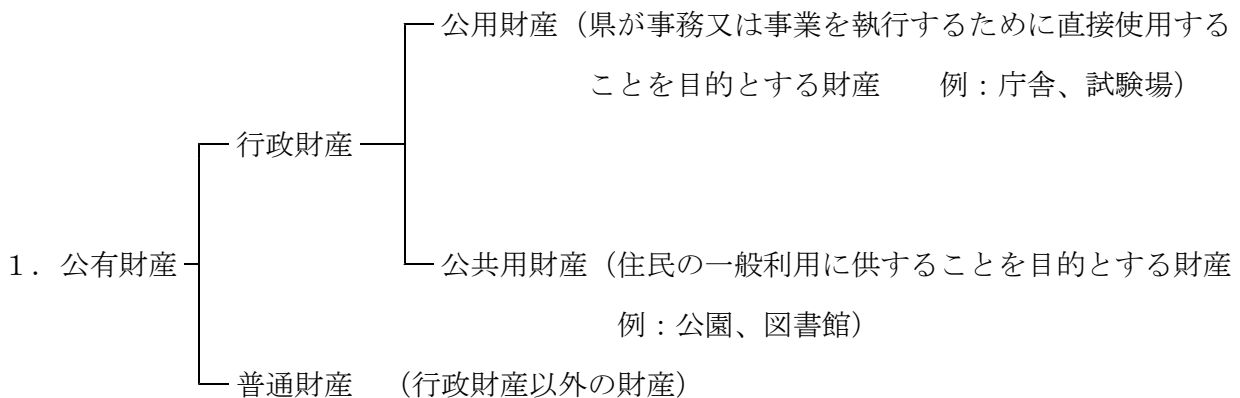 公用財産（県が事務又は事業を執行するために直接使用する
ことを目的とする財産　　例：庁舎、試験場）
行政財産
1．公有財産
公共用財産（住民の一般利用に供することを目的とする財産
例：公園、図書館）
普通財産　（行政財産以外の財産）